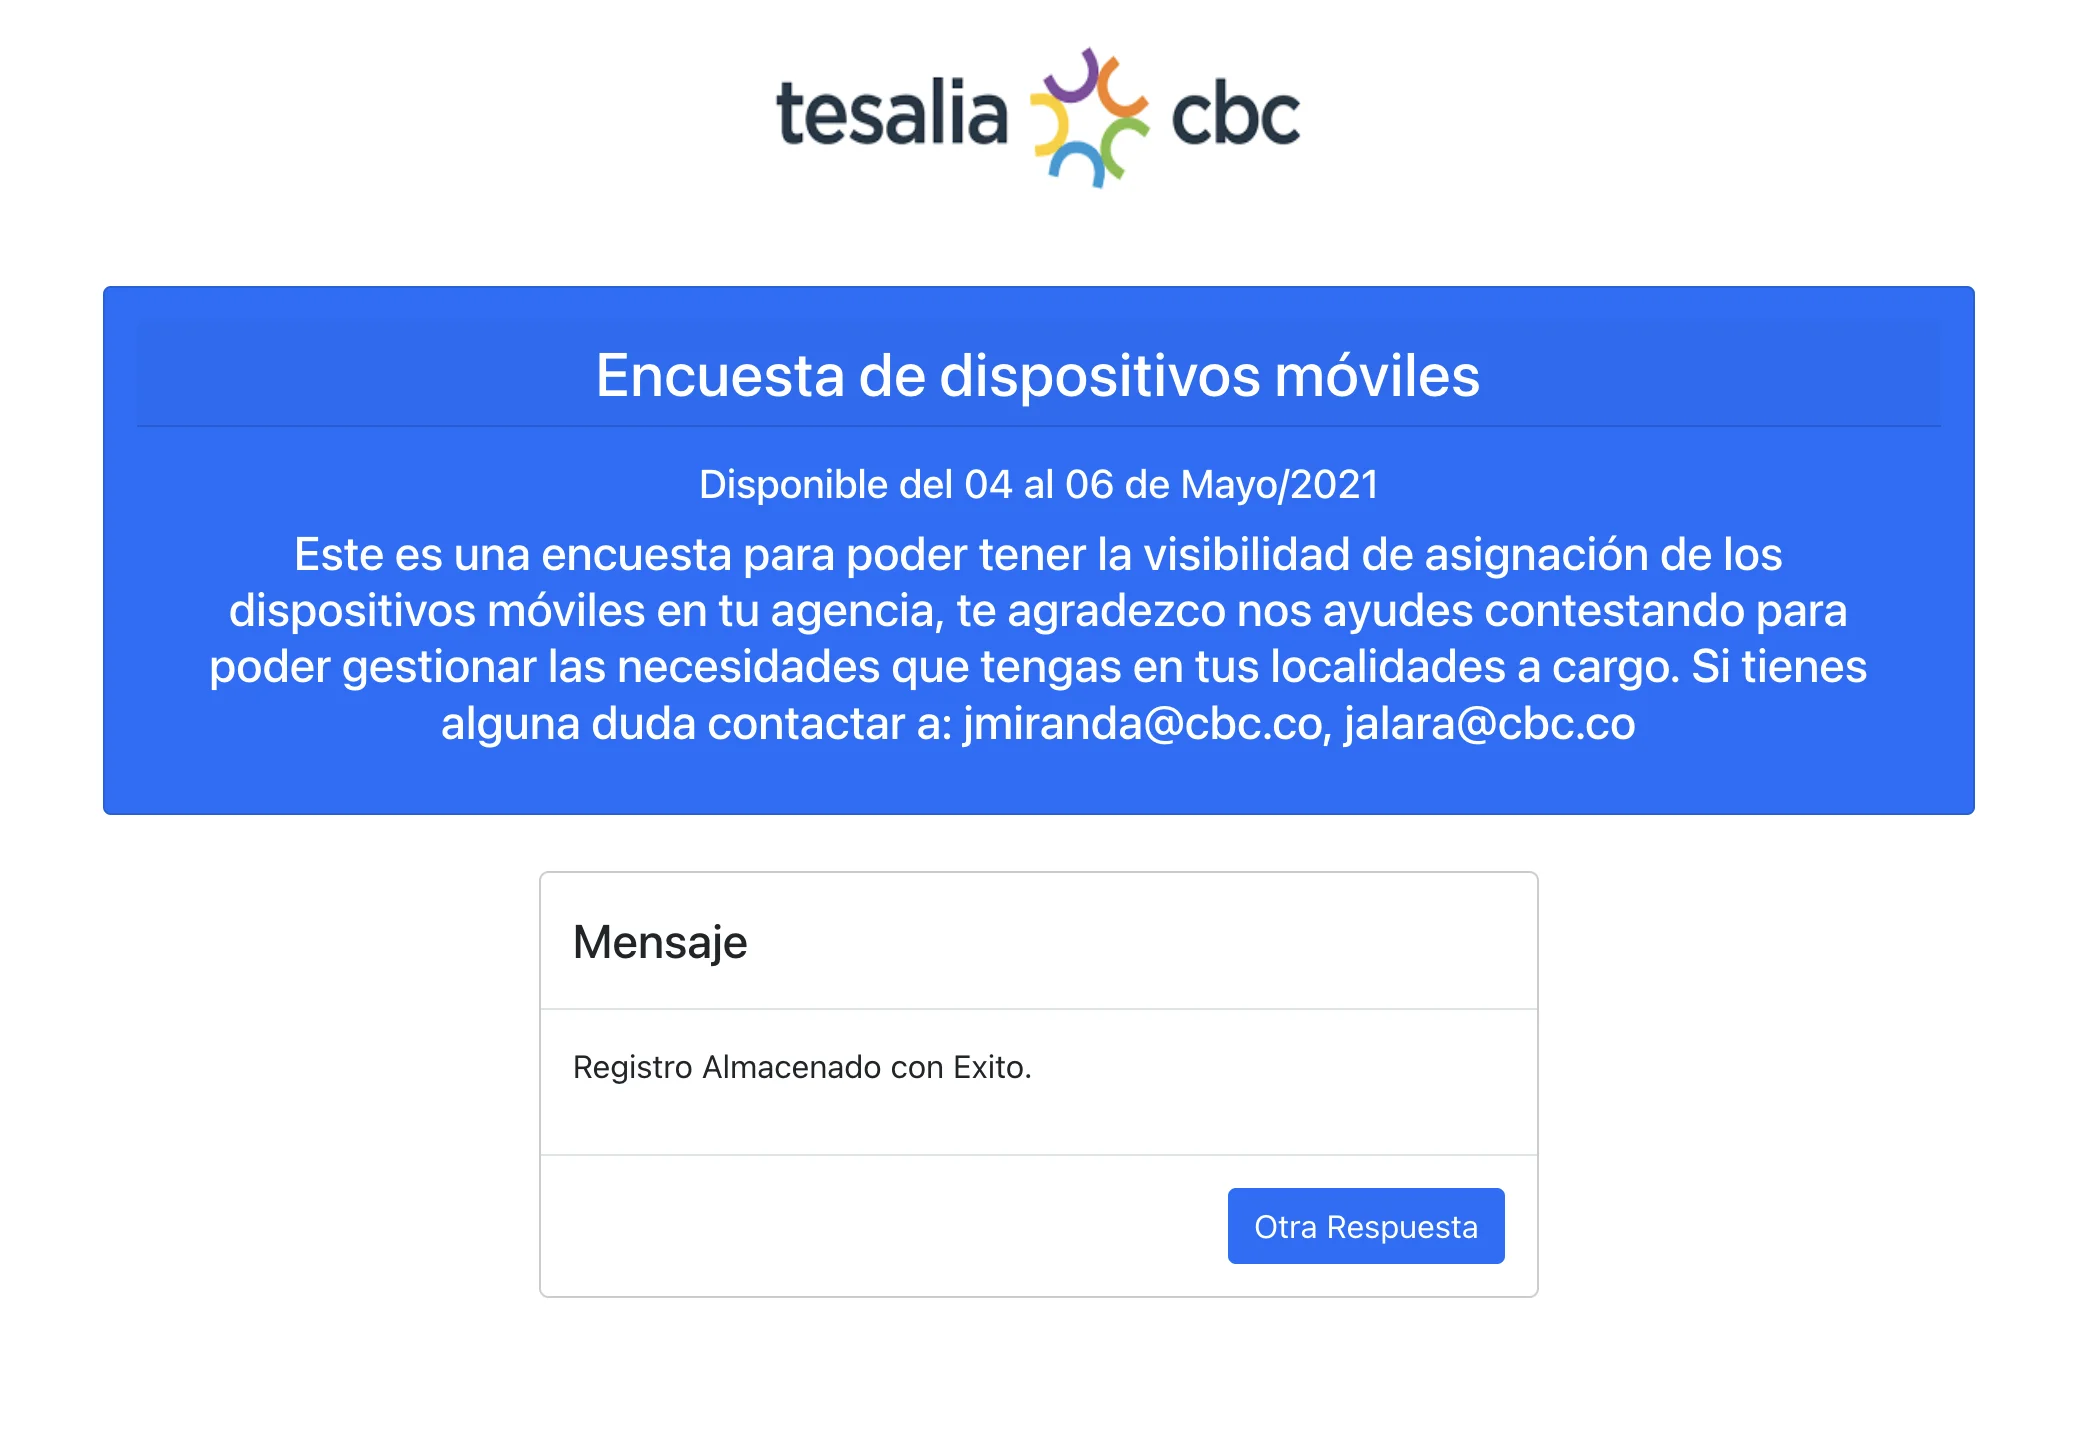 tesalia cbc
Encuesta de dispositivos móviles
Disponible del 04 al 06 de Mayo/2021
Este es una encuesta para poder tener la visibilidad de asignación de los
dispositivos móviles en tu agencia, te agradezco nos ayudes contestando para
poder gestionar las necesidades que tengas en tus localidades a cargo. Si tienes
alguna duda contactar a: jmiranda@cbc.co, jalara@cbc.co
Mensaje
Registro Almacenado con Exito.
Otra Respuesta